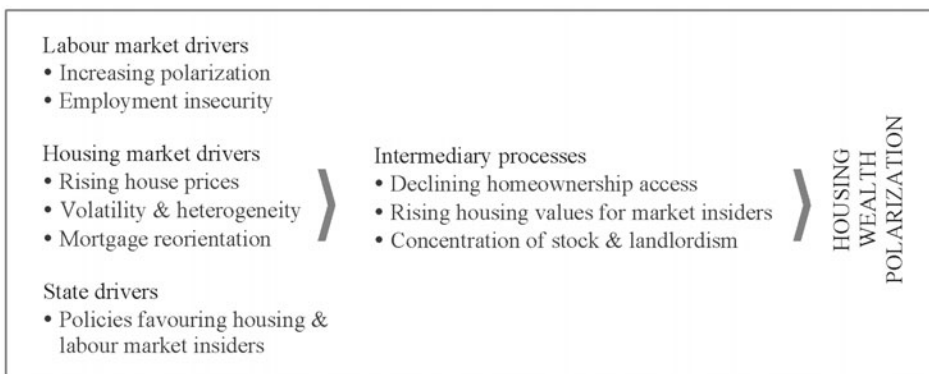 Labour market drivers
• Increasing polarization
• Employment insecurity
Housing market drivers
• Rising house prices
• Volatility & heterogeneity
• Mortgage reorientation
State drivers
• Policies favouring housing &
labour market insiders
Intermediary processes
• Declining homeownership access
• Rising housing values for market insiders
• Concentration of stock & landlordism
HOUSING
WEALTH
POLARIZATION